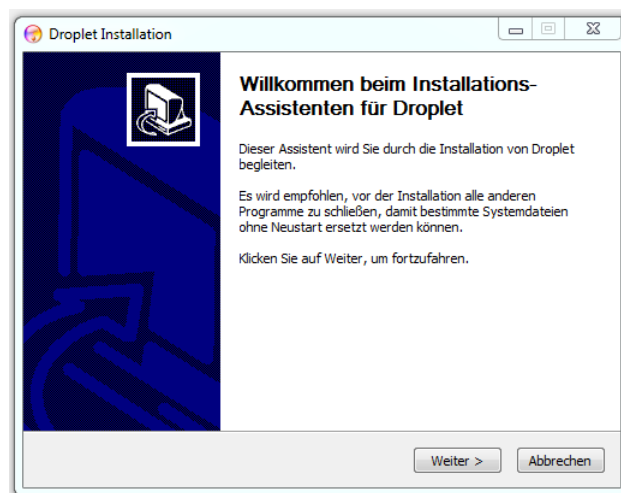 Droplet Installation
Willkommen beim Installations-
Assistenten für Droplet
Dieser Assistent wird Sie durch die Installation von Droplet
begleiten.
Es wird empfohlen, vor der Installation alle anderen
Programme zu schließen, damit bestimmte Systemdateien
ohne Neustart ersetzt werden können.
Klicken Sie auf Weiter, um fortzufahren.
Weiter >
Abbrechen